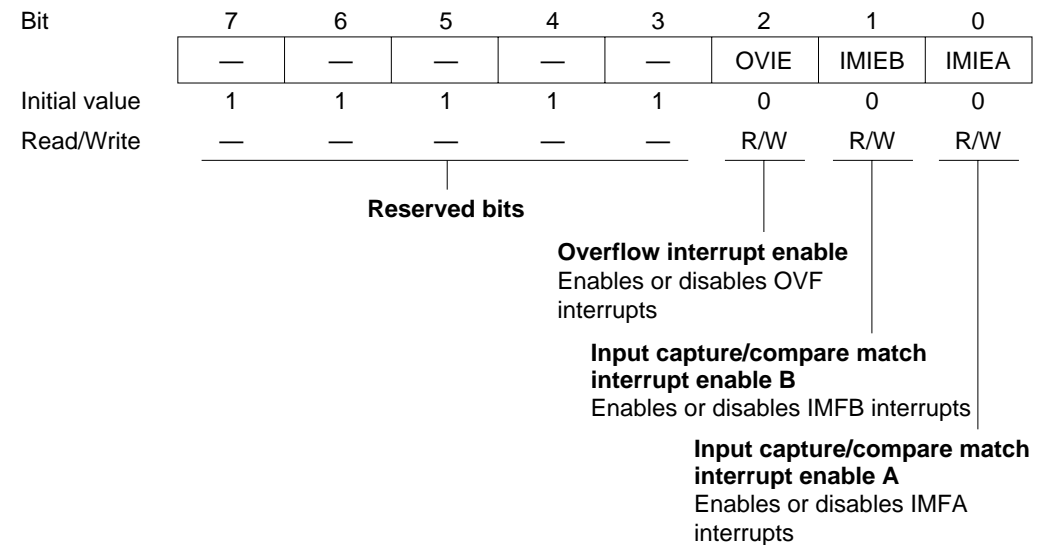 Bit 7 6 5 4 3 2 1 0
— — — — — OVIE IMIEB IMIEA
Initial value 1 1 1 1 1 0 0 0
Read/Write — — — — — R/W R/W R/W
Reserved bits
Overflow interrupt enable
Enables or disables OVF
interrupts
Input capture/compare match
interrupt enable B
Enables or disables IMFB interrupts
Input capture/compare match
interrupt enable A
Enables or disables IMFA
interrupts